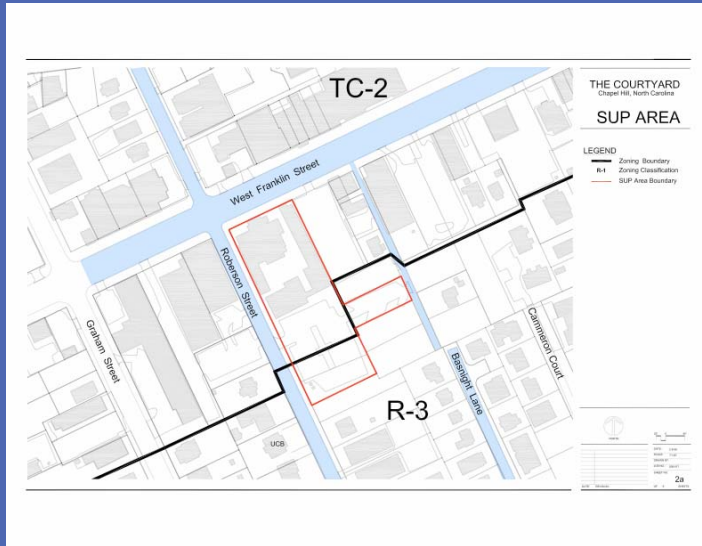 TC-2
West Franklin Street
Roberson Street
Graham Street
Basnight Lane
Cammeron Court
R-3
UCB
THE COURTYARD
Chapel Hill, North Carolina
SUP AREA
LEGEND
Zoning Boundary
R-1 Zoning Classification
SUP Area Boundary
2a